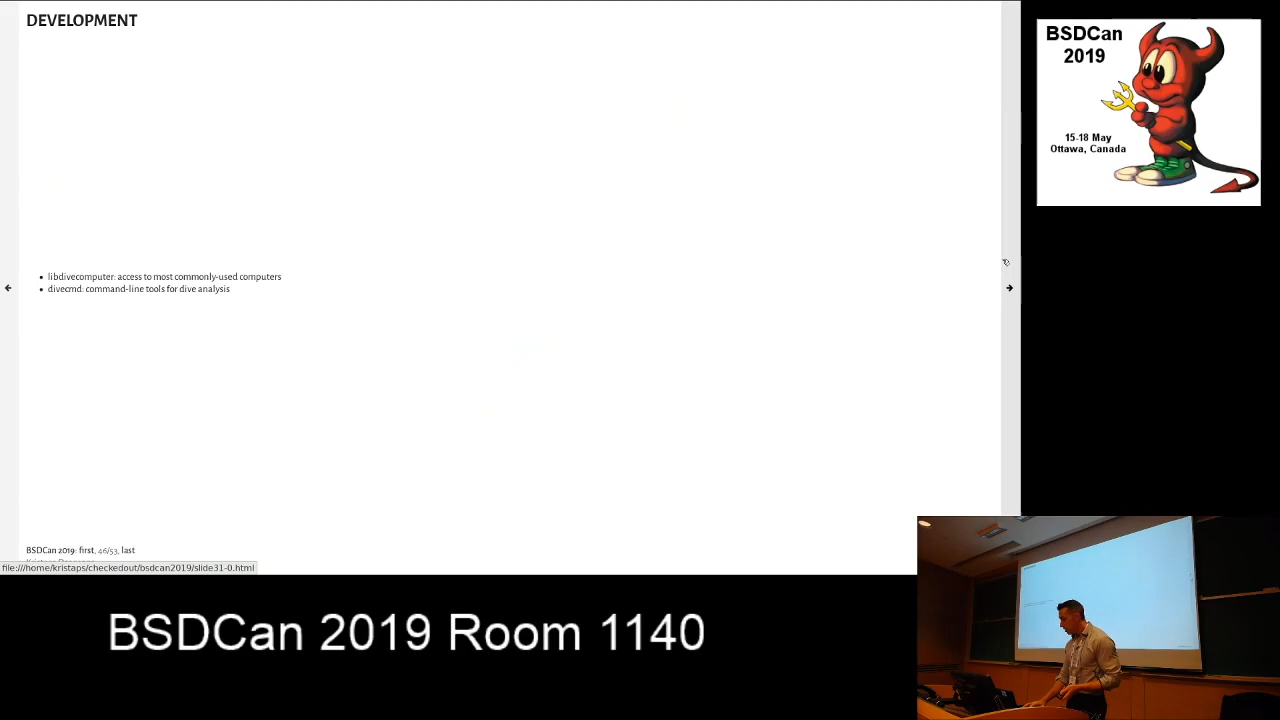 DEVELOPMENT
• libdivecomputer: access to most commonly-used computers
• divecmd: command-line tools for dive analysis
BSDCan 2019: first, 46/53, last
file:///home/kristaps/checkedout/bsdcan2019/slide31-0.html
BSDCan
2019
15-18 May
Ottawa, Canada
BSDCan 2019 Room 1140